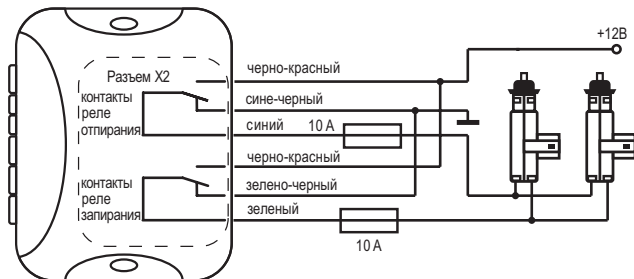 +12В
Разъем X2
черно-красный
контакты
реле
отпирания
сине-черный
синий
10 А
черно-красный
контакты
реле
запирания
зелено-черный
зеленый
10 А